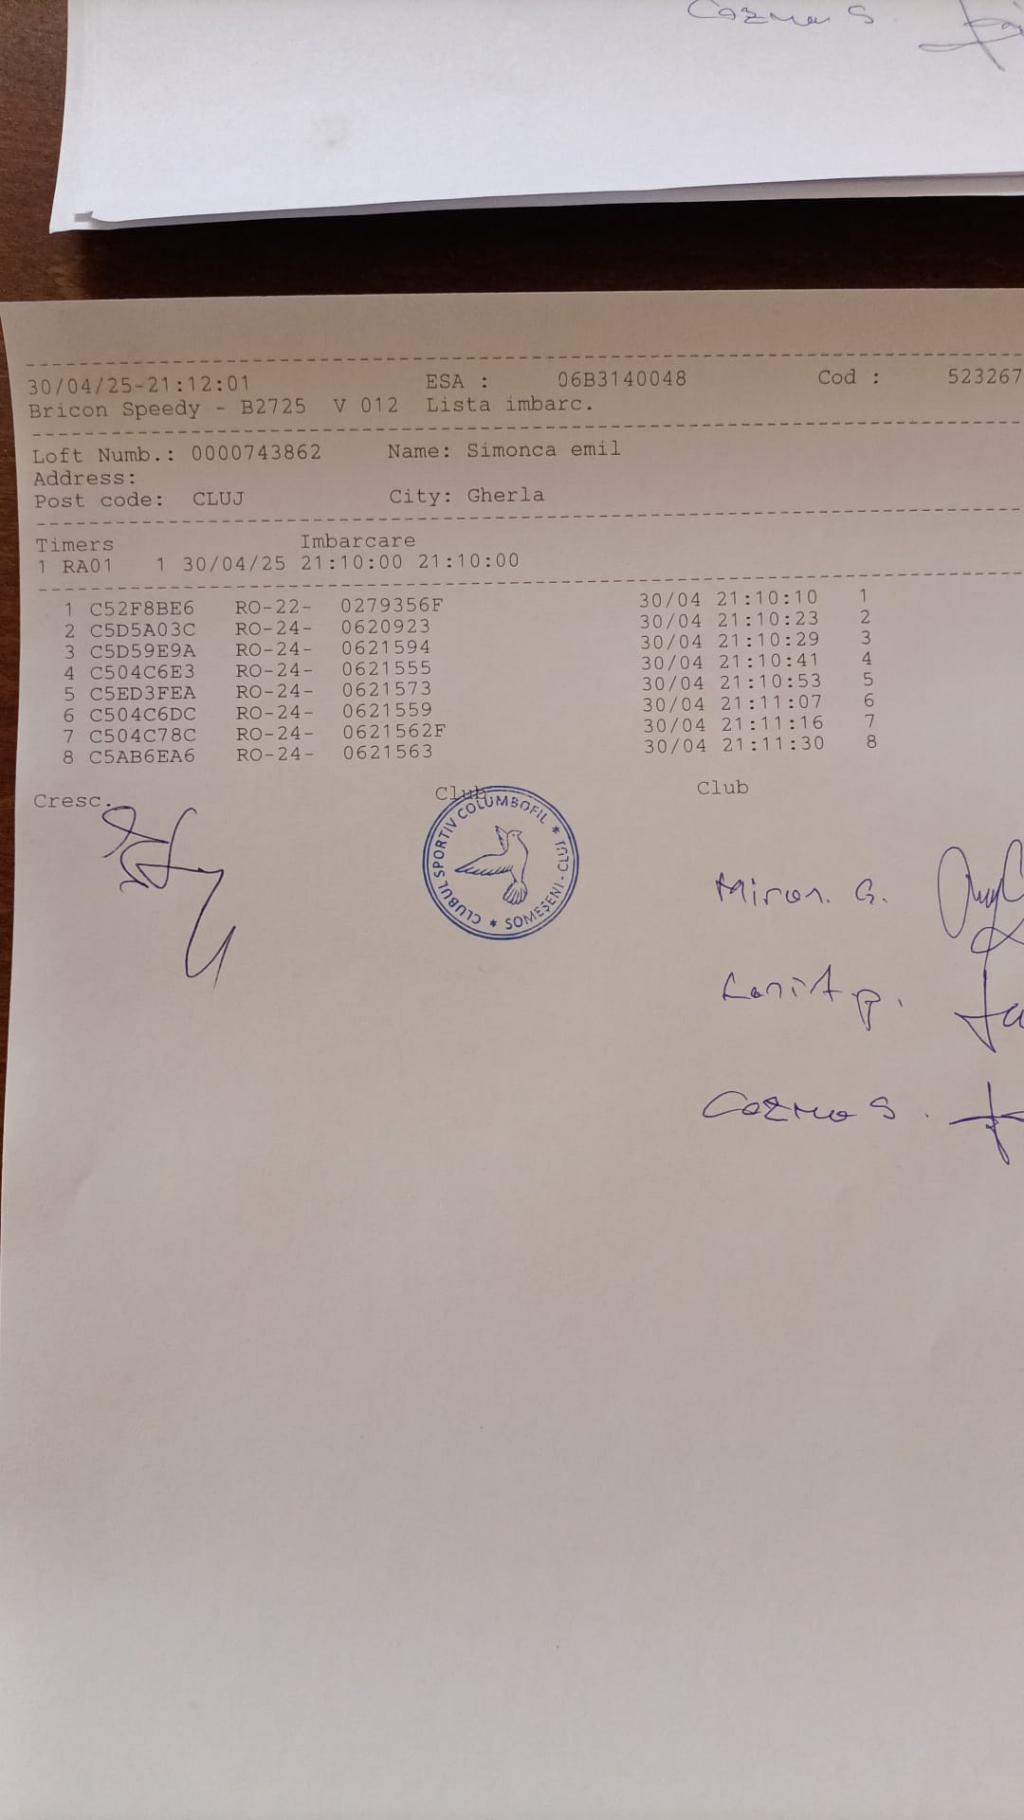 Cozma S.
30/04/25-21:12:01 ESA : 06B3140048 Cod : 523267
Bricon Speedy - B2725 V 012 Lista imbarc.
Loft Numb.: 0000743862 Name: Simonca emil
Address:
Post code: CLUJ City: Gherla
Timers Imbarcare
1 RA01 1 30/04/25 21:10:00 21:10:00
1 C52F8BE6 RO-22- 0279356F 30/04 21:10:10 1
2 C5D5A03C RO-24- 0620923 30/04 21:10:23 2
3 C5D59E9A RO-24- 0621594 30/04 21:10:29 3
4 C504C6E3 RO-24- 0621555 30/04 21:10:41 4
5 C5ED3FEA RO-24- 0621573 30/04 21:10:53 5
6 C504C6DC RO-24- 0621559 30/04 21:11:07 6
7 C504C78C RO-24- 0621562F 30/04 21:11:16 7
8 C5AB6EA6 RO-24- 0621563 30/04 21:11:30 8
Cresc. Club Club
CLUBUL SPORTIV COLUMBOFIL * SOMEŞENI-CLUJ *
Miron. G.
Cozma S.